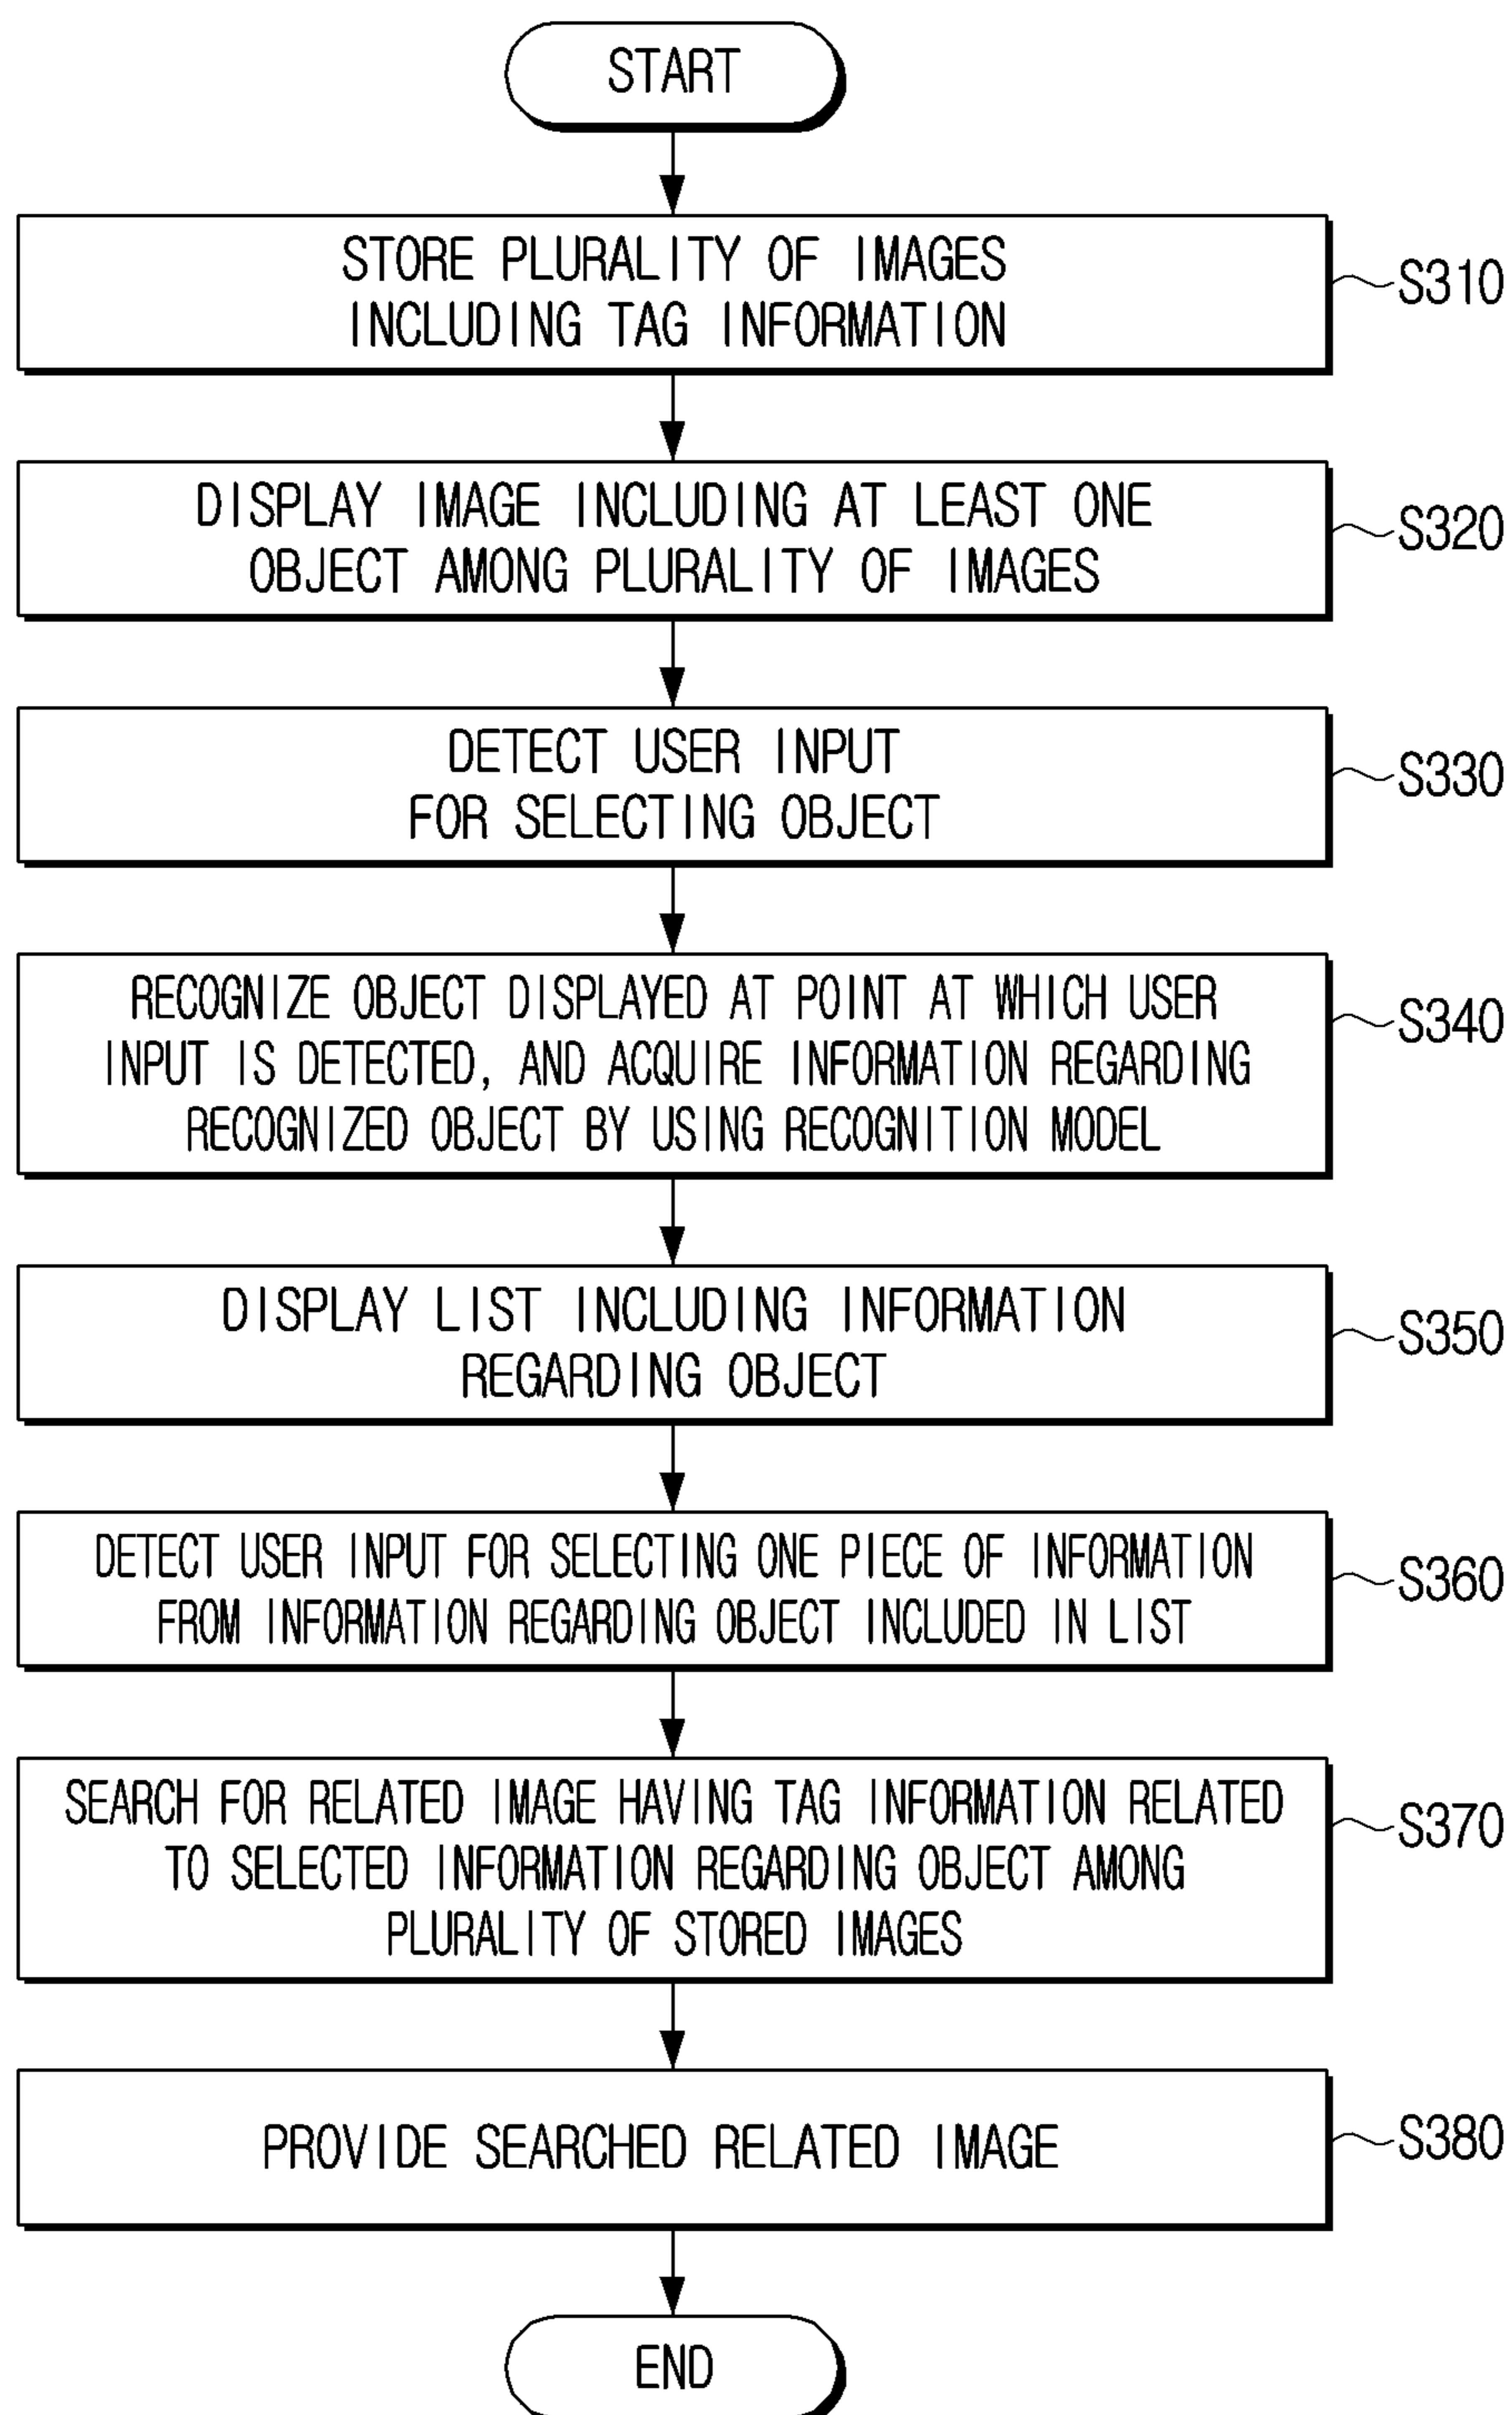 START
STORE PLURALITY OF IMAGES
INCLUDING TAG INFORMATION
S310
DISPLAY IMAGE INCLUDING AT LEAST ONE
OBJECT AMONG PLURALITY OF IMAGES
S320
DETECT USER INPUT
FOR SELECTING OBJECT
S330
RECOGNIZE OBJECT DISPLAYED AT POINT AT WHICH USER
INPUT IS DETECTED, AND ACQUIRE INFORMATION REGARDING
RECOGNIZED OBJECT BY USING RECOGNITION MODEL
S340
DISPLAY LIST INCLUDING INFORMATION
REGARDING OBJECT
S350
DETECT USER INPUT FOR SELECTING ONE PIECE OF INFORMATION
FROM INFORMATION REGARDING OBJECT INCLUDED IN LIST
S360
SEARCH FOR RELATED IMAGE HAVING TAG INFORMATION RELATED
TO SELECTED INFORMATION REGARDING OBJECT AMONG
PLURALITY OF STORED IMAGES
S370
PROVIDE SEARCHED RELATED IMAGE
S380
END